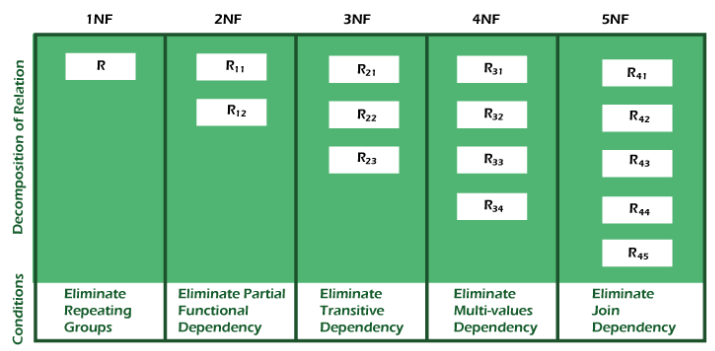 1NF 2NF 3NF 4NF 5NF
Decomposition of Relation
R R11 R21 R31 R41
R12 R22 R32 R42
R23 R33 R43
R34 R44
R45
Conditions
Eliminate Eliminate Partial Eliminate Eliminate Eliminate
Repeating Functional Transitive Multi-values Join
Groups Dependency Dependency Dependency Dependency